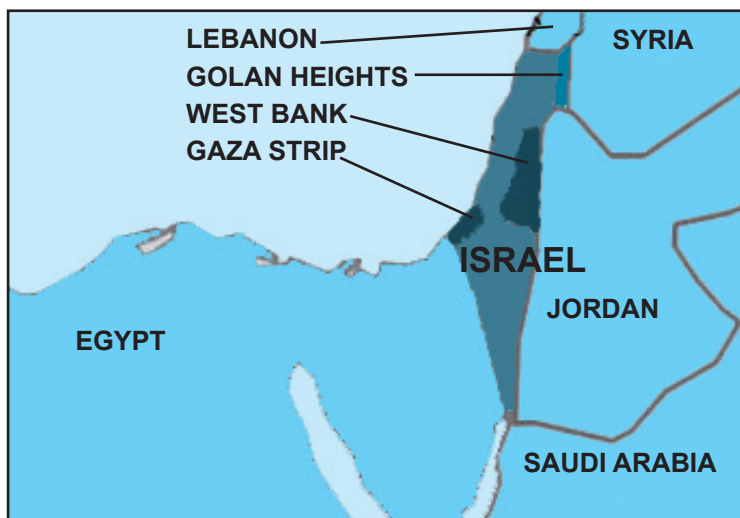 LEBANON
SYRIA
GOLAN HEIGHTS
WEST BANK
GAZA STRIP
ISRAEL
JORDAN
EGYPT
SAUDI ARABIA